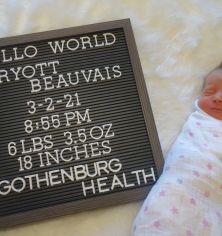 LLO WORLD
RYOTT
BEAUVAIS
3-2-21
8:55 PM
6 LBS 3.5 OZ
18 INCHES
GOTHENBURG
HEALTH